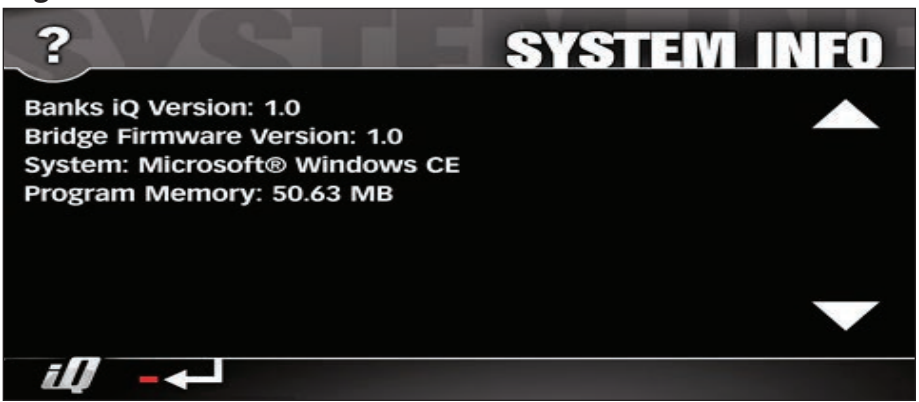 ?
SYSTEM INFO
Banks iQ Version: 1.0
Bridge Firmware Version: 1.0
System: Microsoft® Windows CE
Program Memory: 50.63 MB
iQ